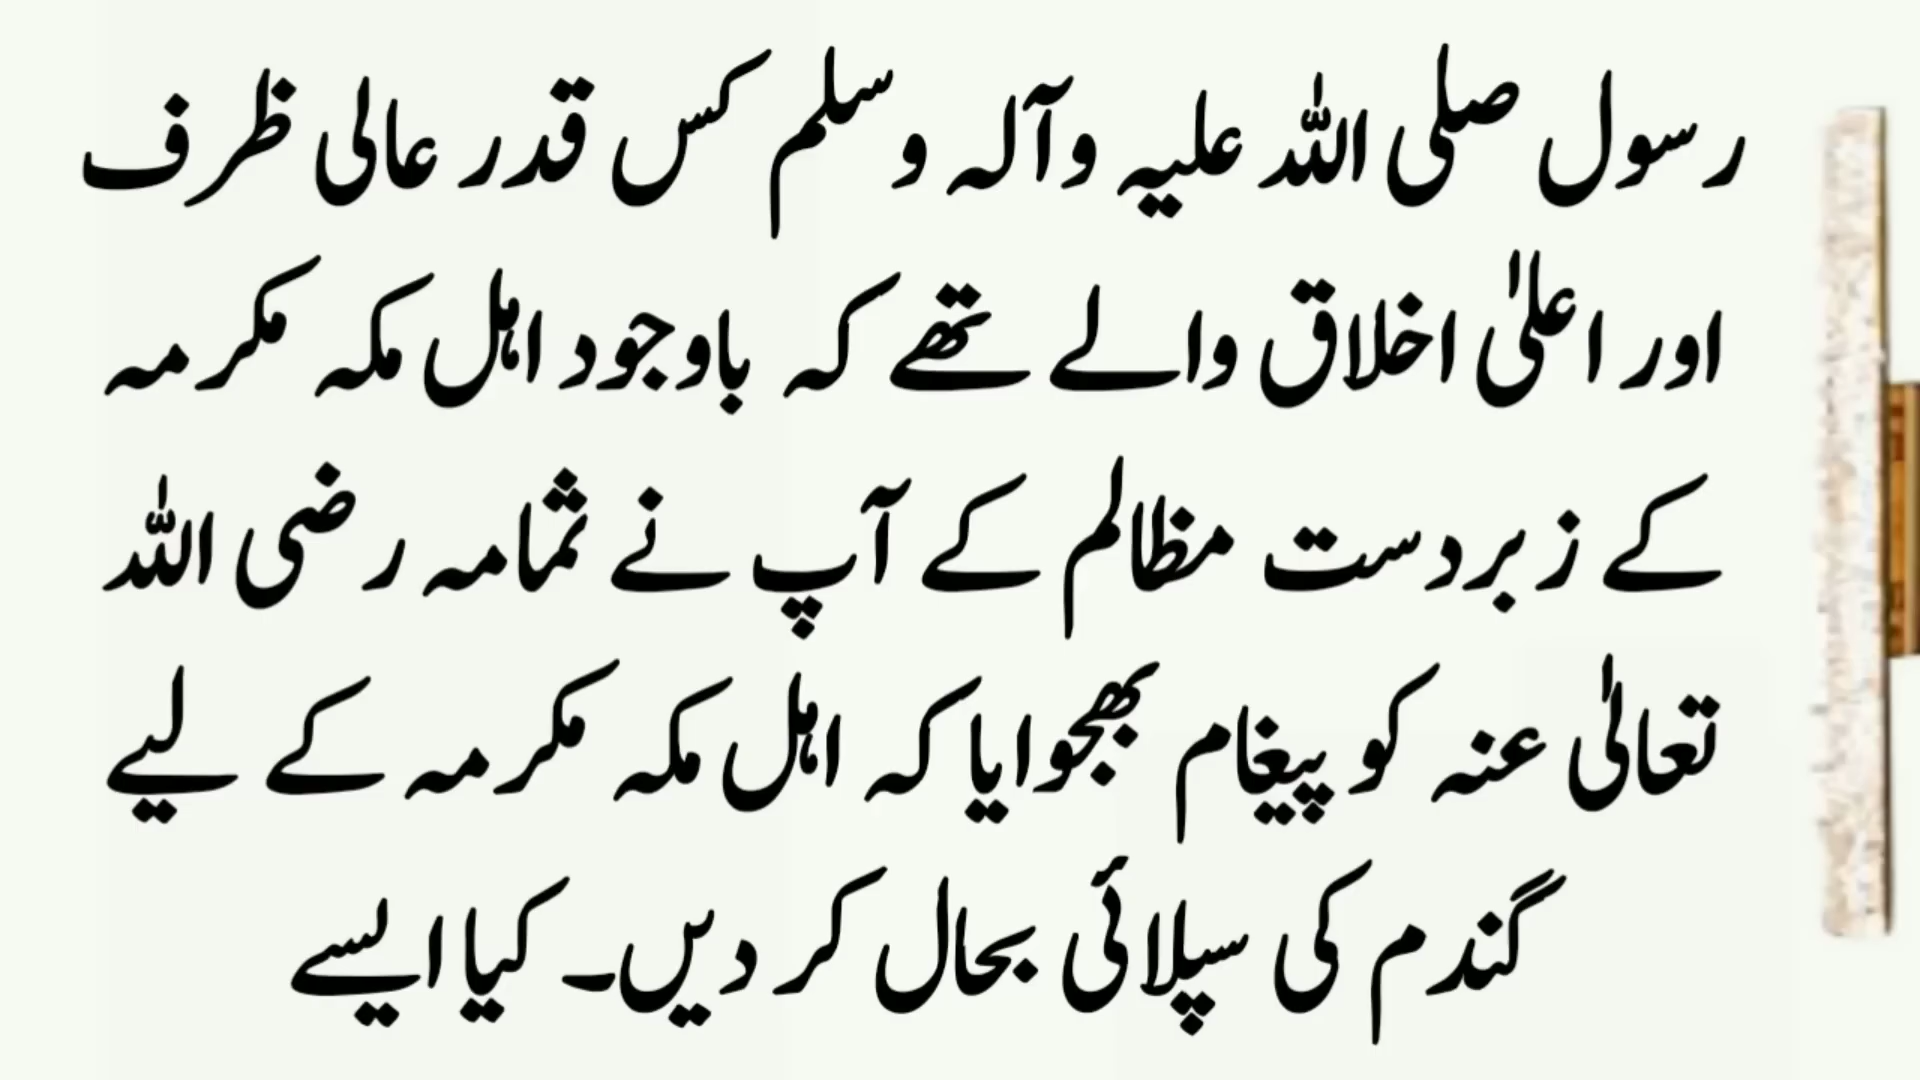 رسول صلی اللہ علیہ وآلہ وسلم کس قدر عالی ظرف
اور اعلیٰ اخلاق والے تھے کہ باوجود اہل مکہ مکرمہ
کے زبردست مظالم کے آپ نے ثمامہ رضی اللہ
تعالیٰ عنہ کو پیغام بھجوایا کہ اہل مکہ مکرمہ کے لیے
گندم کی سپلائی بحال کر دیں۔ کیا ایسے